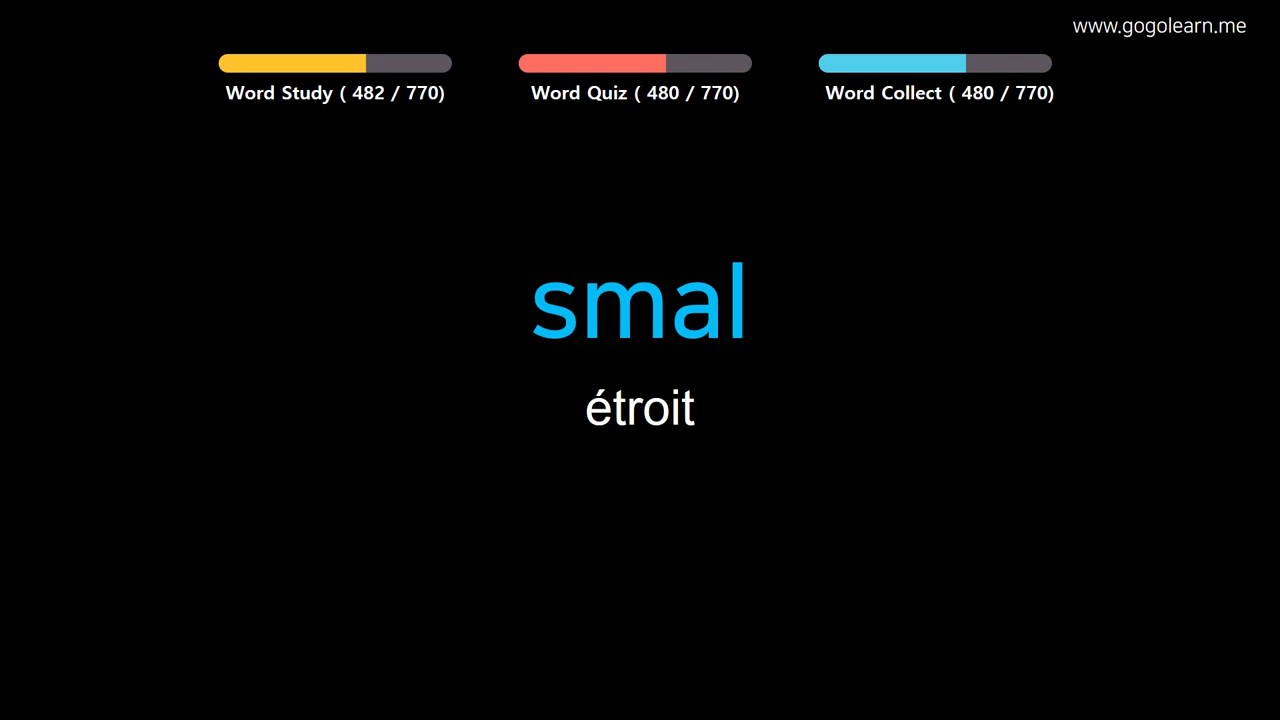 www.gogolearn.me
Word Study ( 482 / 770)
Word Quiz ( 480 / 770)
Word Collect ( 480 / 770)
smal
étroit